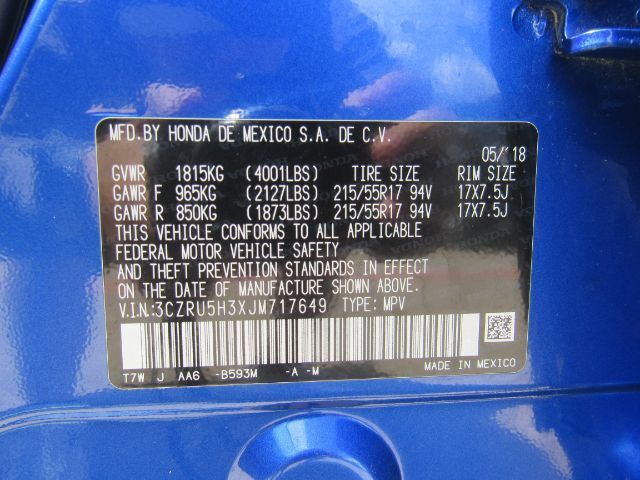 MFD.BY HONDA DE MEXICO S.A. DE C.V.
05/'18
GVWR 1815KG (4001LBS) TIRE SIZE RIM SIZE
GAWR F 965KG (2127LBS) 215/55R17 94V 17X7.5J
GAWR R 850KG (1873LBS) 215/55R17 94V 17X7.5J
THIS VEHICLE CONFORMS TO ALL APPLICABLE
FEDERAL MOTOR VEHICLE SAFETY
AND THEFT PREVENTION STANDARDS IN EFFECT
ON THE DATE OF MANUFACTURE SHOWN ABOVE.
V.I.N.:3CZRU5H3XJM717649 TYPE: MPV
T7W J AA6 -B593M -A -M
MADE IN MEXICO